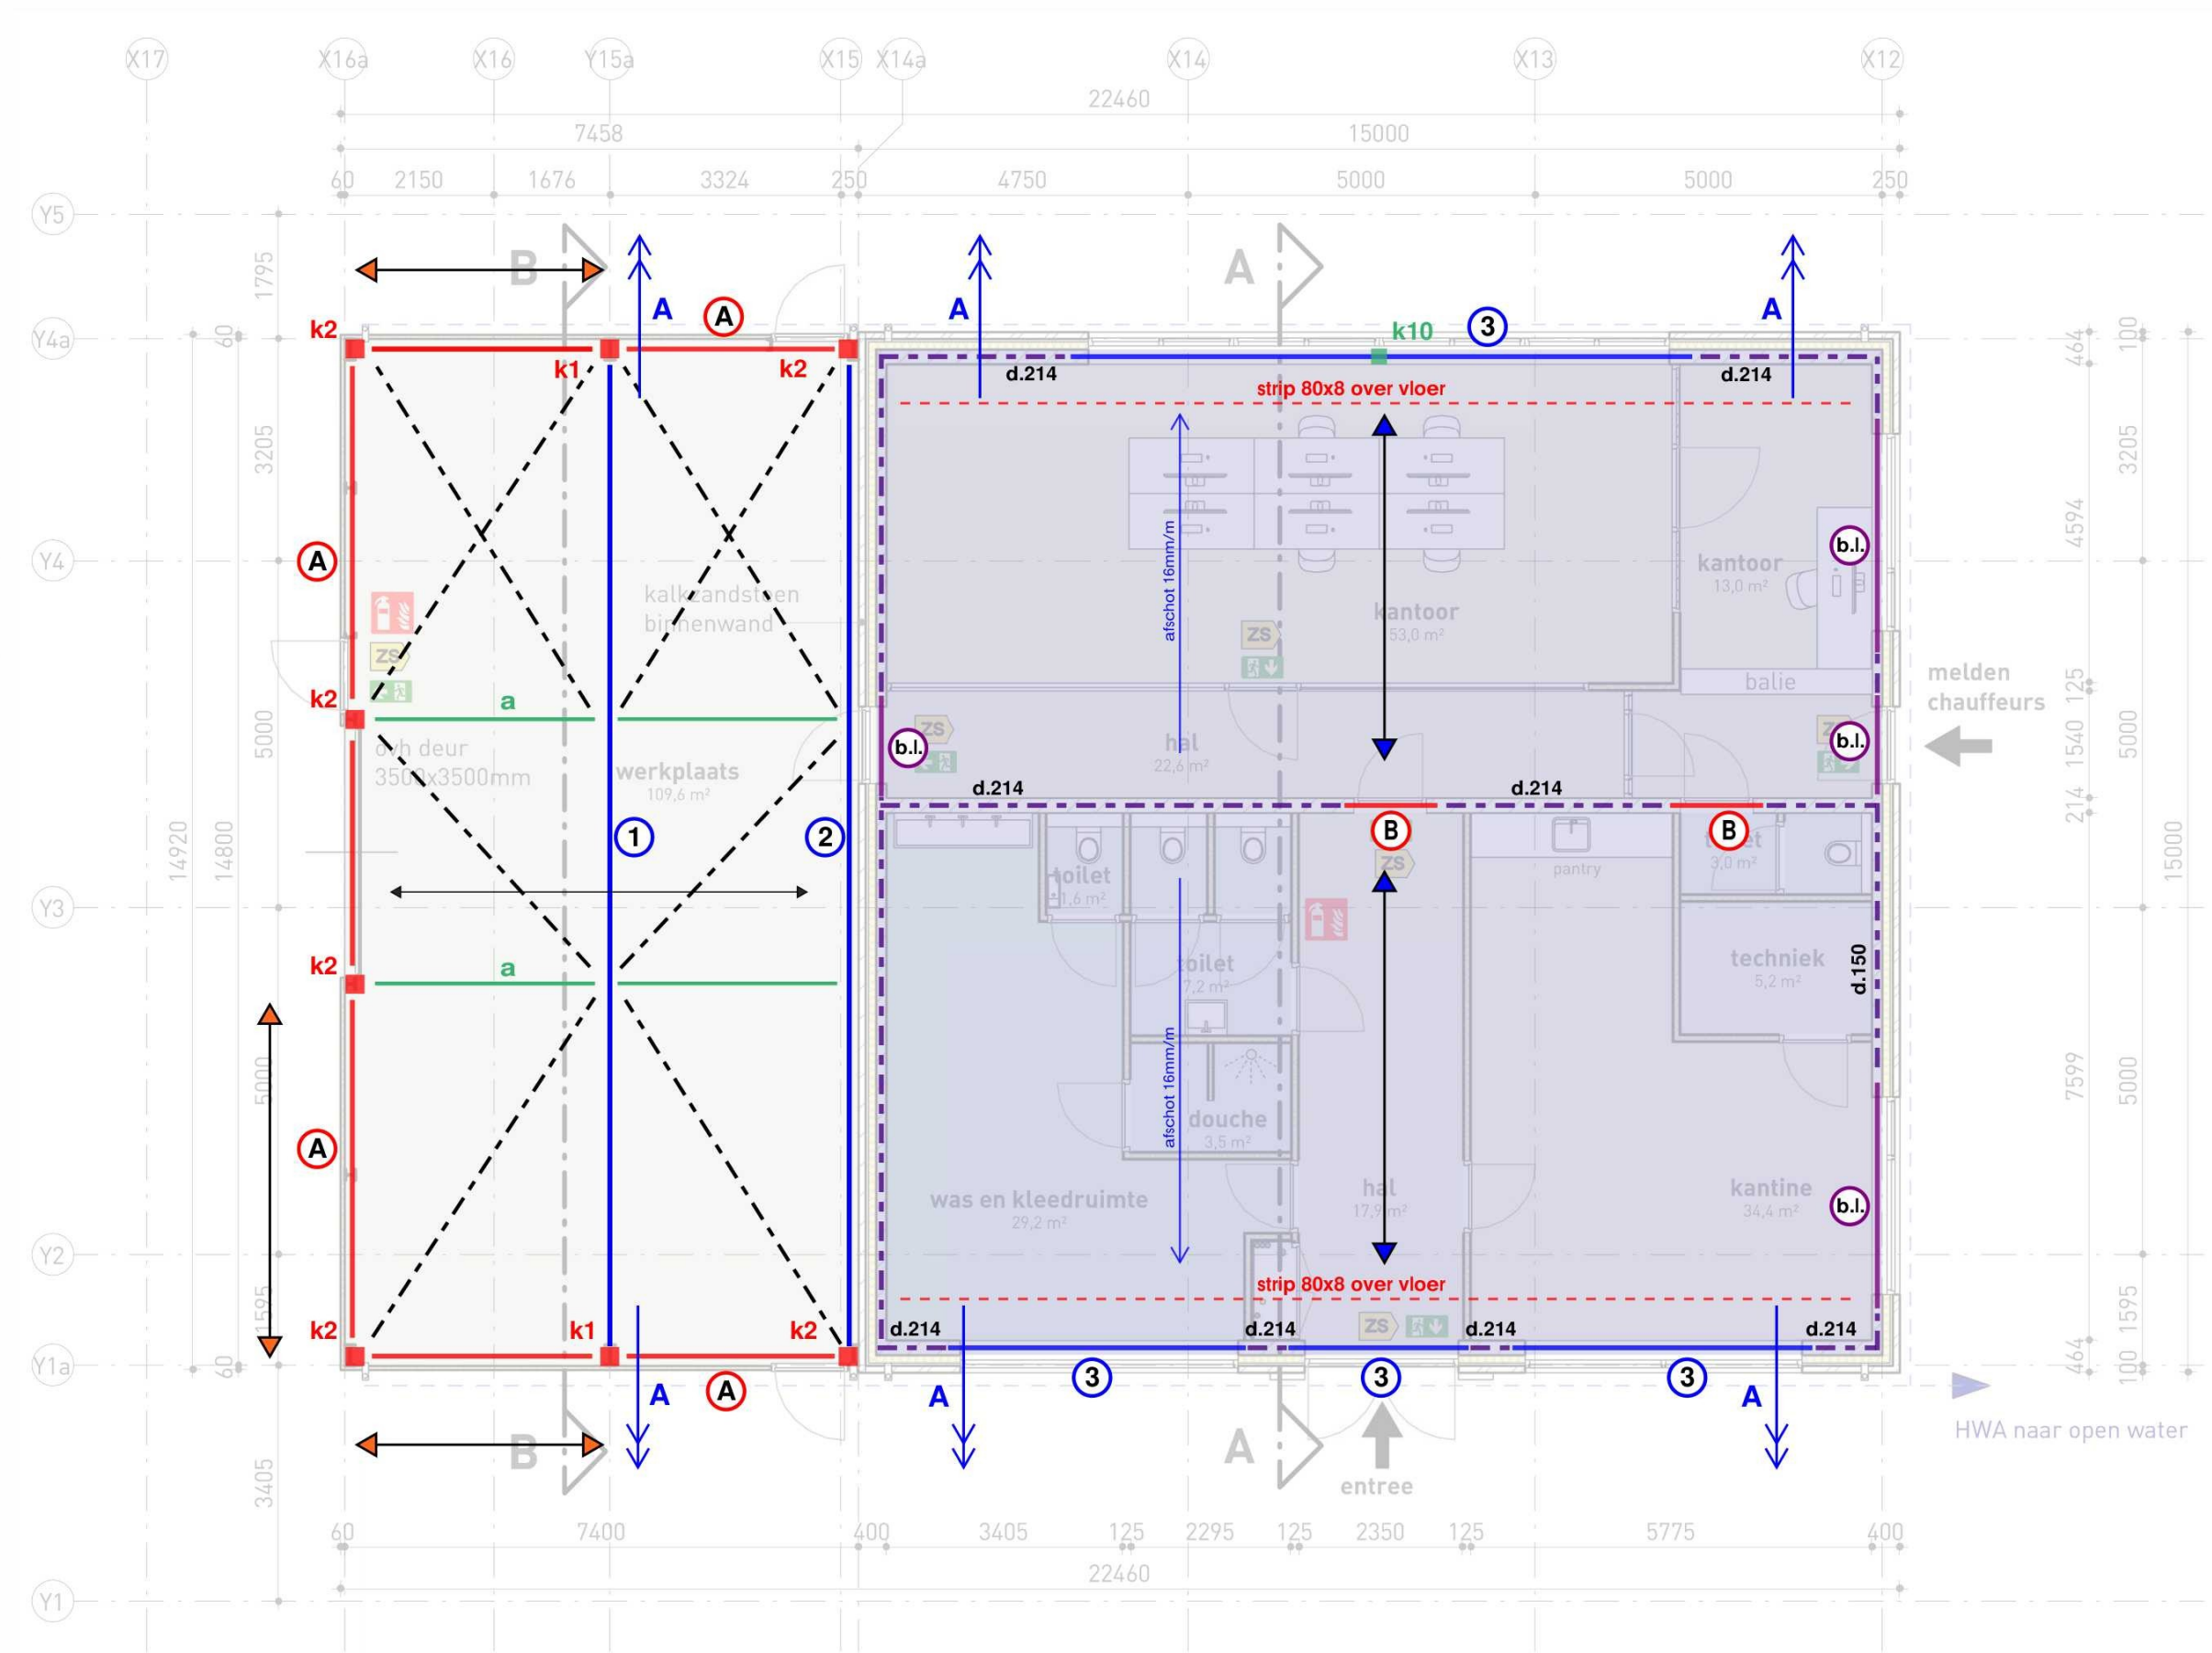 X17
X16a
X16
Y15a
X15
X14a
X14
X13
X12
22460
7458
15000
60
2150
1676
3324
250
4750
5000
5000
250
Y5
1795
B
A
A
A
A
A
A
3
k10
k2
k1
k2
Y4a
60
464
100
d.214
d.214
strip 80x8 over vloer
3205
3205
4594
A
Y4
kalkzandsteen
binnenwand
afschot 16mm/m
kantoor
53,0 m²
kantoor
13,0 m²
b.l.
ZS
ZS
balie
melden
chauffeurs
k2
a
ovh deur
3500x3500mm
werkplaats
109,6 m²
ZS
b.l.
hal
22,6 m²
b.l.
5000
125
1540
5000
214
d.214
d.214
1
2
B
B
14920
14800
15000
toilet
1,6 m²
ZS
pantry
3,0 m²
Y3
k2
a
toilet
7,2 m²
techniek
5,2 m²
d.150
5000
7599
5000
afschot 16mm/m
douche
3,5 m²
A
was en kleedruimte
29,2 m²
hal
17,9 m²
kantine
34,4 m²
b.l.
Y2
1595
1595
strip 80x8 over vloer
k2
k1
k2
d.214
d.214
ZS
d.214
d.214
Y1a
60
464
100
A
A
A
3
3
3
A
B
A
HWA naar open water
entree
3405
60
7400
400
3405
125
2295
125
2350
125
5775
400
22460
Y1